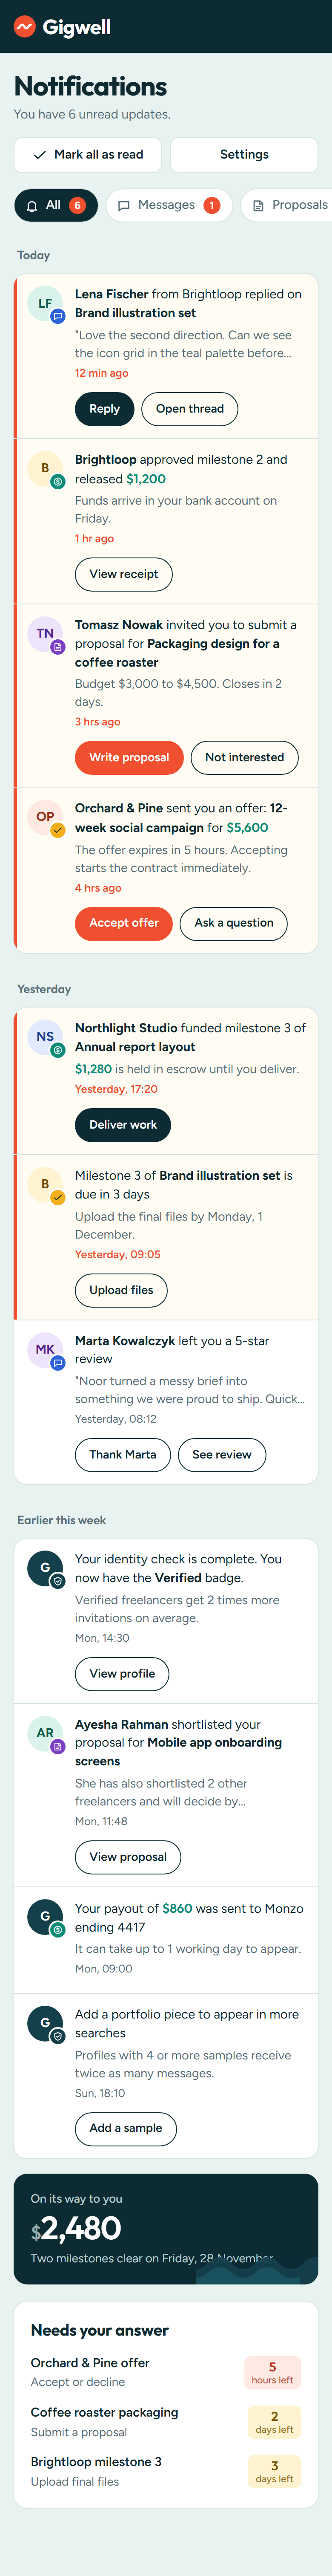 Gigwell
Notifications
You have 6 unread updates.
Mark all as read
Settings
All 6
Messages 1
Proposals
Today
LF
Lena Fischer from Brightloop replied on
Brand illustration set
"Love the second direction. Can we see
the icon grid in the teal palette before...
12 min ago
Reply
Open thread
B
Brightloop approved milestone 2 and
released $1,200
Funds arrive in your bank account on
Friday.
1 hr ago
View receipt
TN
Tomasz Nowak invited you to submit a
proposal for Packaging design for a
coffee roaster
Budget $3,000 to $4,500. Closes in 2
days.
3 hrs ago
Write proposal
Not interested
OP
Orchard & Pine sent you an offer: 12-
week social campaign for $5,600
The offer expires in 5 hours. Accepting
starts the contract immediately.
4 hrs ago
Accept offer
Ask a question
Yesterday
NS
Northlight Studio funded milestone 3 of
Annual report layout
$1,280 is held in escrow until you deliver.
Yesterday, 17:20
Deliver work
B
Milestone 3 of Brand illustration set is
due in 3 days
Upload the final files by Monday, 1
December.
Yesterday, 09:05
Upload files
MK
Marta Kowalczyk left you a 5-star
review
"Noor turned a messy brief into
something we were proud to ship. Quick...
Yesterday, 08:12
Thank Marta
See review
Earlier this week
G
Your identity check is complete. You
now have the Verified badge.
Verified freelancers get 2 times more
invitations on average.
Mon, 14:30
View profile
AR
Ayesha Rahman shortlisted your
proposal for Mobile app onboarding
screens
She has also shortlisted 2 other
freelancers and will decide by...
Mon, 11:48
View proposal
G
Your payout of $860 was sent to Monzo
ending 4417
It can take up to 1 working day to appear.
Mon, 09:00
G
Add a portfolio piece to appear in more
searches
Profiles with 4 or more samples receive
twice as many messages.
Sun, 18:10
Add a sample
On its way to you
$2,480
Two milestones clear on Friday, 28 November.
Needs your answer
Orchard & Pine offer
Accept or decline
5
hours left
Coffee roaster packaging
Submit a proposal
2
days left
Brightloop milestone 3
Upload final files
3
days left